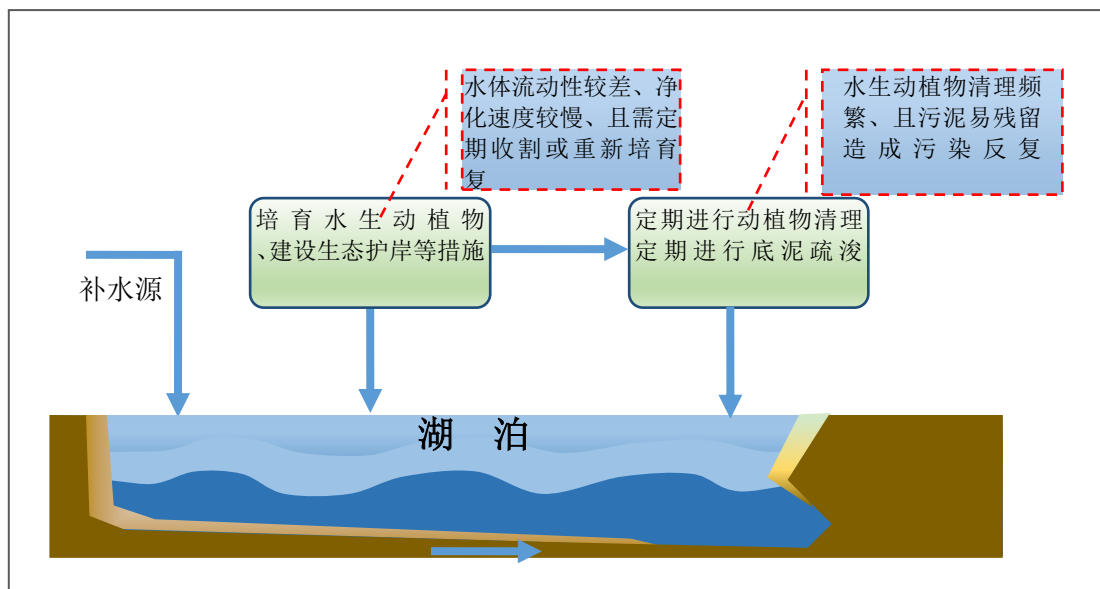 水体流动性较差、净
化速度较慢、且需定
期收割或重新培育
复
水生动植物清理频
繁、且污泥易残留
造成污染反复
培育水生动植物
、建设生态护岸等措施
定期进行动植物清理
定期进行底泥疏浚
补水源
湖泊